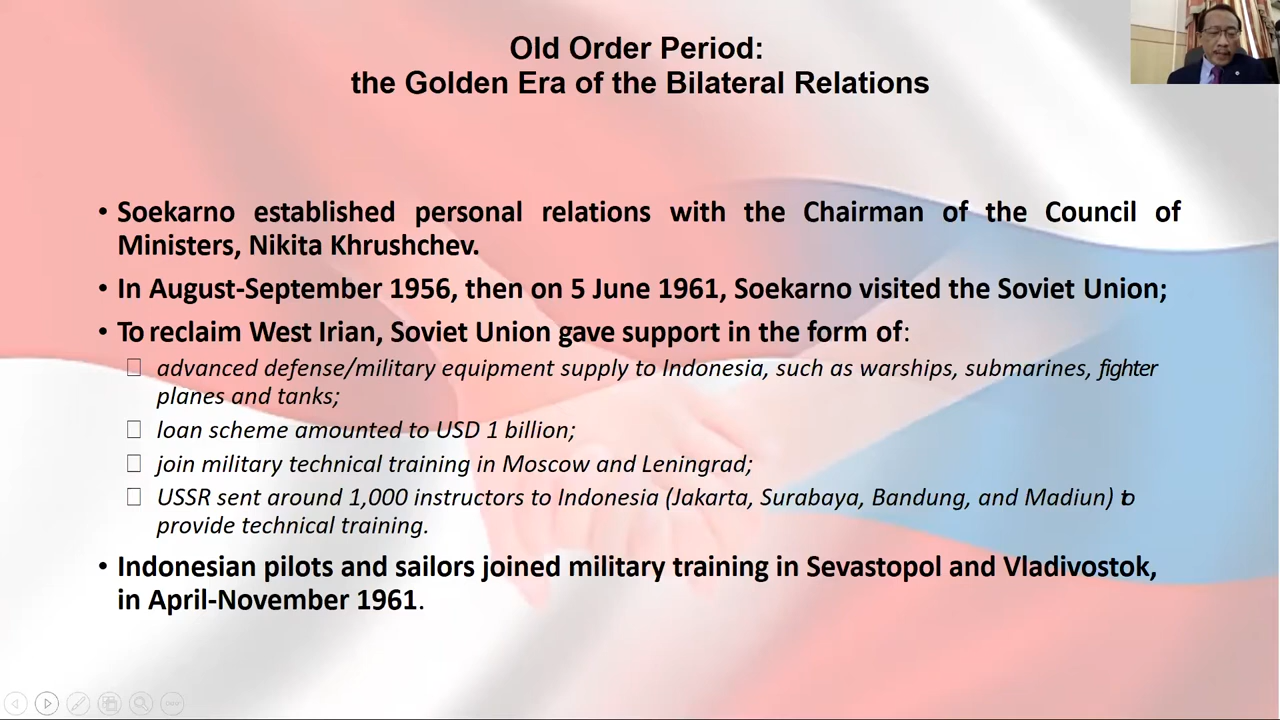 Old Order Period:
the Golden Era of the Bilateral Relations
• Soekarno established personal relations with the Chairman of the Council of
Ministers, Nikita Khrushchev.
• In August-September 1956, then on 5 June 1961, Soekarno visited the Soviet Union;
• To reclaim West Irian, Soviet Union gave support in the form of:
□ advanced defense/military equipment supply to Indonesia, such as warships, submarines, fighter
planes and tanks;
□ loan scheme amounted to USD 1 billion;
□ join military technical training in Moscow and Leningrad;
□ USSR sent around 1,000 instructors to Indonesia (Jakarta, Surabaya, Bandung, and Madiun) to
provide technical training.
• Indonesian pilots and sailors joined military training in Sevastopol and Vladivostok,
in April-November 1961.